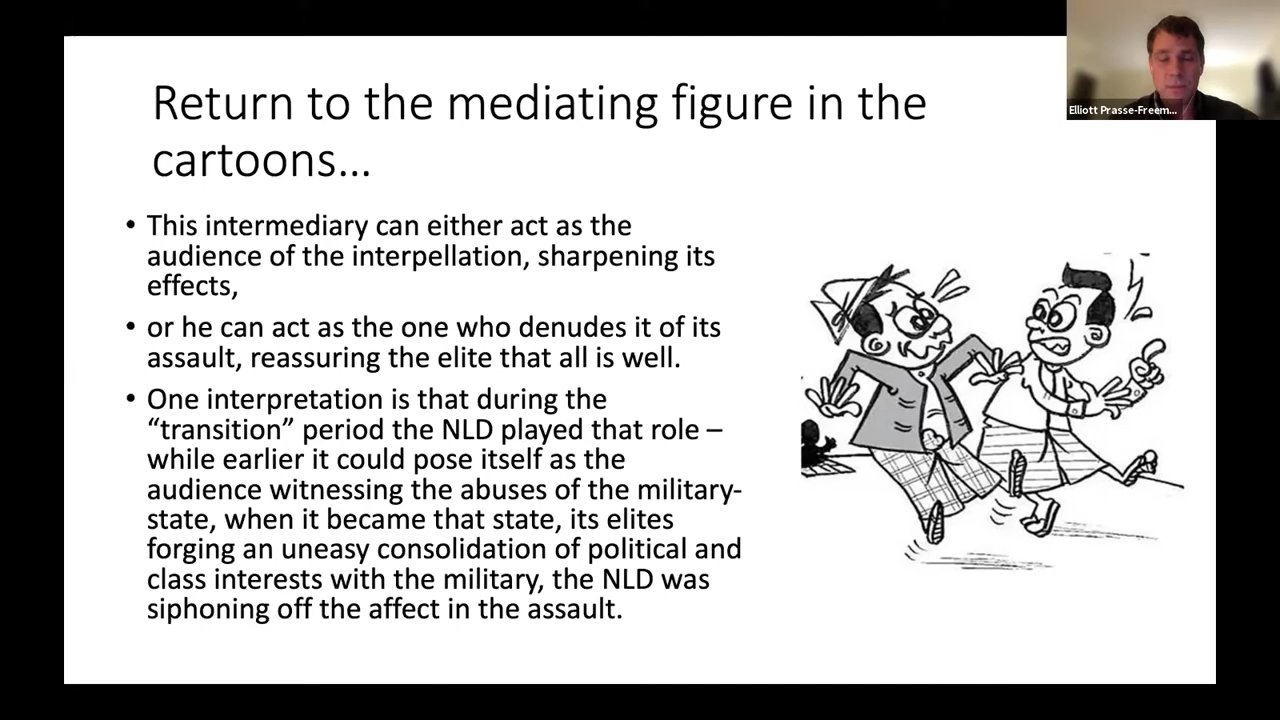 Return to the mediating figure in the
cartoons…
• This intermediary can either act as the
audience of the interpellation, sharpening its
effects,
• or he can act as the one who denudes it of its
assault, reassuring the elite that all is well.
• One interpretation is that during the
“transition” period the NLD played that role –
while earlier it could pose itself as the
audience witnessing the abuses of the military-
state, when it became that state, its elites
forging an uneasy consolidation of political and
class interests with the military, the NLD was
siphoning off the affect in the assault.
Elliott Prasse-Freem...